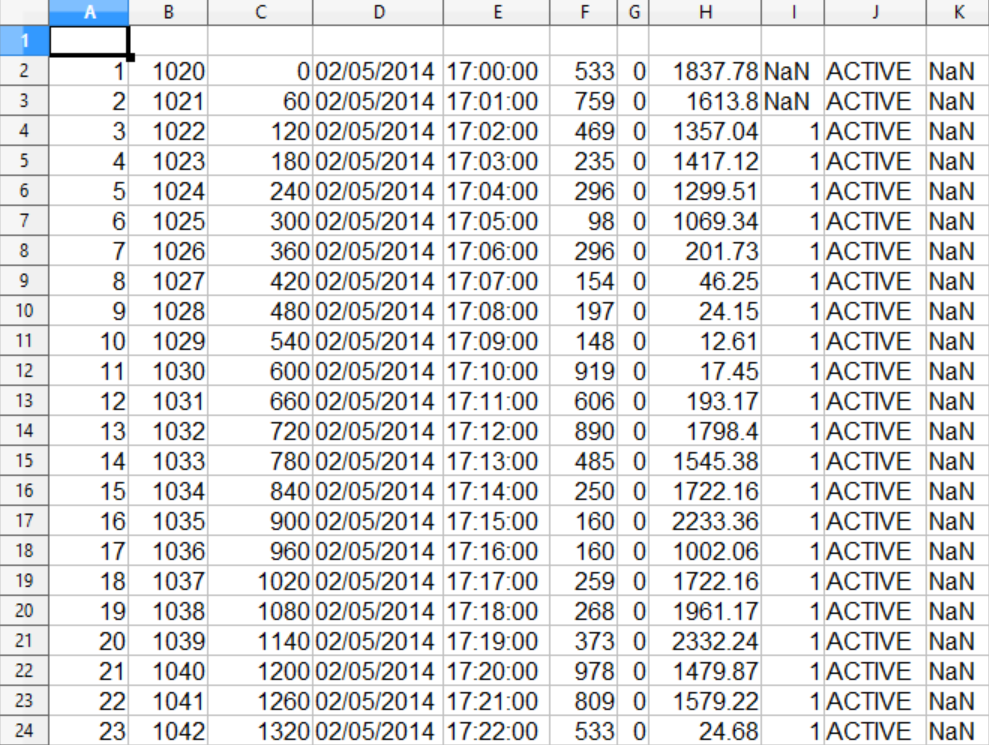 A B C D E F G H I J K
1
2 1 1020 0 02/05/2014 17:00:00 533 0 1837.78 NaN ACTIVE NaN
3 2 1021 60 02/05/2014 17:01:00 759 0 1613.8 NaN ACTIVE NaN
4 3 1022 120 02/05/2014 17:02:00 469 0 1357.04 1 ACTIVE NaN
5 4 1023 180 02/05/2014 17:03:00 235 0 1417.12 1 ACTIVE NaN
6 5 1024 240 02/05/2014 17:04:00 296 0 1299.51 1 ACTIVE NaN
7 6 1025 300 02/05/2014 17:05:00 98 0 1069.34 1 ACTIVE NaN
8 7 1026 360 02/05/2014 17:06:00 296 0 201.73 1 ACTIVE NaN
9 8 1027 420 02/05/2014 17:07:00 154 0 46.25 1 ACTIVE NaN
10 9 1028 480 02/05/2014 17:08:00 197 0 24.15 1 ACTIVE NaN
11 10 1029 540 02/05/2014 17:09:00 148 0 12.61 1 ACTIVE NaN
12 11 1030 600 02/05/2014 17:10:00 919 0 17.45 1 ACTIVE NaN
13 12 1031 660 02/05/2014 17:11:00 606 0 193.17 1 ACTIVE NaN
14 13 1032 720 02/05/2014 17:12:00 890 0 1798.4 1 ACTIVE NaN
15 14 1033 780 02/05/2014 17:13:00 485 0 1545.38 1 ACTIVE NaN
16 15 1034 840 02/05/2014 17:14:00 250 0 1722.16 1 ACTIVE NaN
17 16 1035 900 02/05/2014 17:15:00 160 0 2233.36 1 ACTIVE NaN
18 17 1036 960 02/05/2014 17:16:00 160 0 1002.06 1 ACTIVE NaN
19 18 1037 1020 02/05/2014 17:17:00 259 0 1722.16 1 ACTIVE NaN
20 19 1038 1080 02/05/2014 17:18:00 268 0 1961.17 1 ACTIVE NaN
21 20 1039 1140 02/05/2014 17:19:00 373 0 2332.24 1 ACTIVE NaN
22 21 1040 1200 02/05/2014 17:20:00 978 0 1479.87 1 ACTIVE NaN
23 22 1041 1260 02/05/2014 17:21:00 809 0 1579.22 1 ACTIVE NaN
24 23 1042 1320 02/05/2014 17:22:00 533 0 24.68 1 ACTIVE NaN